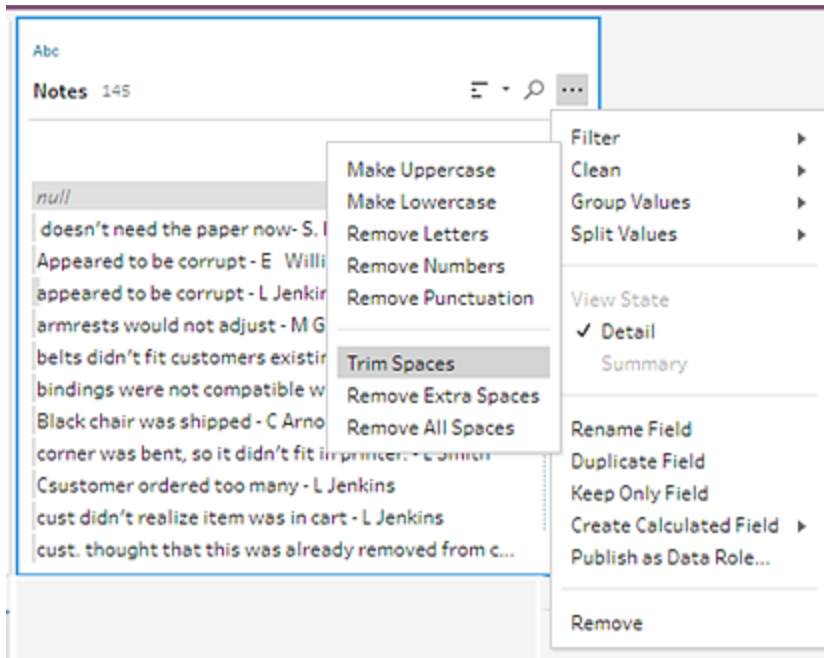 Abc
Notes 145
null
doesn't need the paper now- S.
Appeared to be corrupt - E Willi
appeared to be corrupt - L Jenkin
armrests would not adjust - M G
belts didn't fit customers existin
bindings were not compatible w
Black chair was shipped - C Arno
corner was bent, so it didn't fit in printer. - L Smith
Csustomer ordered too many - L Jenkins
cust didn't realize item was in cart - L Jenkins
cust. thought that this was already removed from c...
Make Uppercase
Make Lowercase
Remove Letters
Remove Numbers
Remove Punctuation
Trim Spaces
Remove Extra Spaces
Remove All Spaces
Filter
Clean
Group Values
Split Values
View State
✓ Detail
Summary
Rename Field
Duplicate Field
Keep Only Field
Create Calculated Field
Publish as Data Role...
Remove